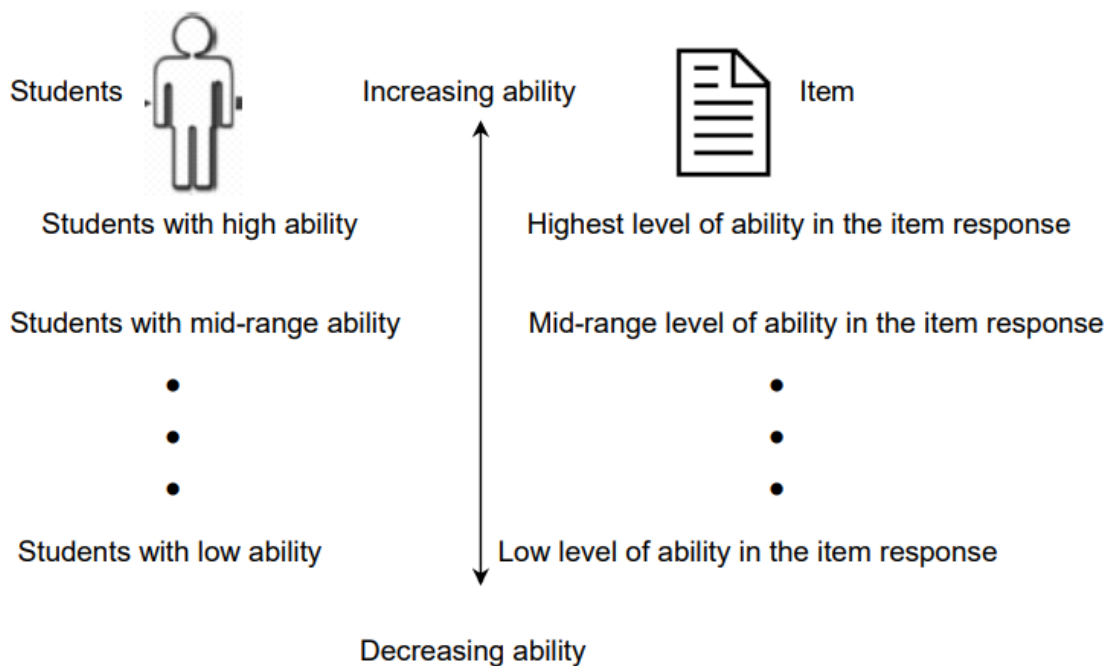 Students
Increasing ability
Item
Students with high ability
Highest level of ability in the item response
Students with mid-range ability
Mid-range level of ability in the item response
Students with low ability
Low level of ability in the item response
Decreasing ability